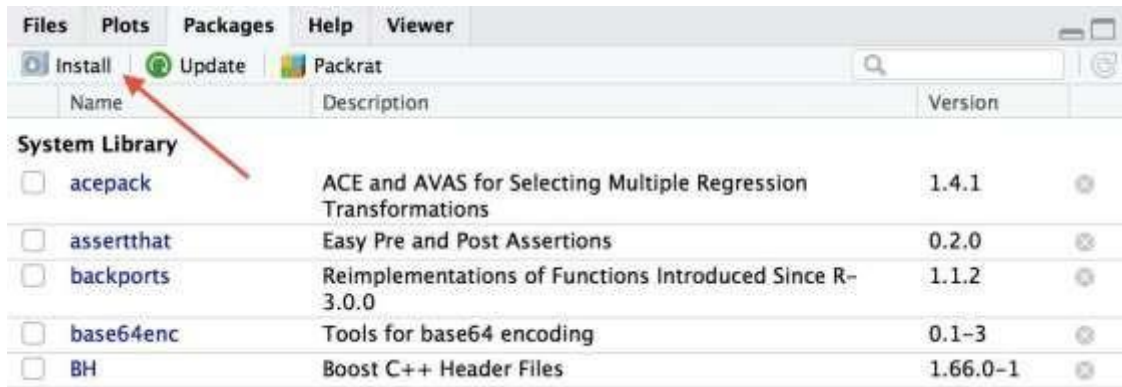 Files Plots Packages Help Viewer
Install Update Packrat
Name Description Version
System Library
acepack ACE and AVAS for Selecting Multiple Regression 1.4.1
Transformations
assertthat Easy Pre and Post Assertions 0.2.0
backports Reimplementations of Functions Introduced Since R- 1.1.2
3.0.0
base64enc Tools for base64 encoding 0.1-3
BH Boost C++ Header Files 1.66.0-1